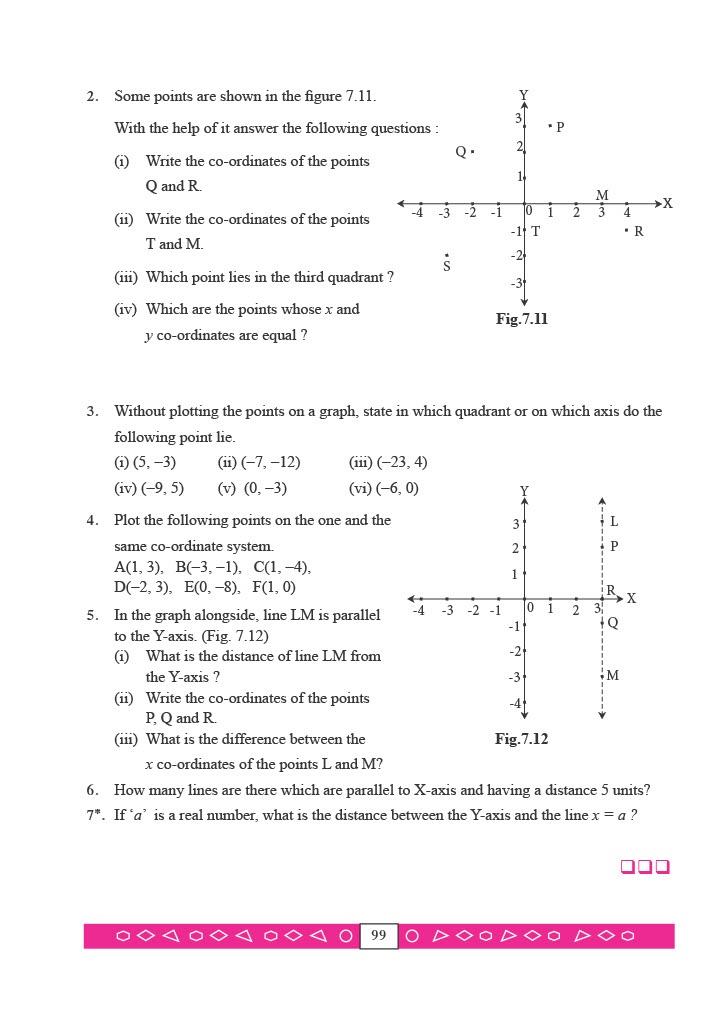 2. Some points are shown in the figure 7.11.
With the help of it answer the following questions :
(i) Write the co-ordinates of the points
Q and R.
(ii) Write the co-ordinates of the points
T and M.
(iii) Which point lies in the third quadrant ?
(iv) Which are the points whose x and
y co-ordinates are equal ?
Y
3
P
Q
2
1
M
X
-4 -3 -2 -1 0 1 2 3 4
-1 T
R
-2
S
-3
Fig.7.11
3. Without plotting the points on a graph, state in which quadrant or on which axis do the
following point lie.
(i) (5, –3) (ii) (–7, –12) (iii) (–23, 4)
(iv) (–9, 5) (v) (0, –3) (vi) (–6, 0)
4. Plot the following points on the one and the
same co-ordinate system.
A(1, 3), B(–3, –1), C(1, –4),
D(–2, 3), E(0, –8), F(1, 0)
5. In the graph alongside, line LM is parallel
to the Y-axis. (Fig. 7.12)
(i) What is the distance of line LM from
the Y-axis ?
(ii) Write the co-ordinates of the points
P, Q and R.
(iii) What is the difference between the
x co-ordinates of the points L and M?
Y
3 L
2 P
1
R
X
-4 -3 -2 -1 0 1 2 3
-1 Q
-2
-3 M
-4
Fig.7.12
6. How many lines are there which are parallel to X-axis and having a distance 5 units?
7*. If ‘a’ is a real number, what is the distance between the Y-axis and the line x = a ?
99